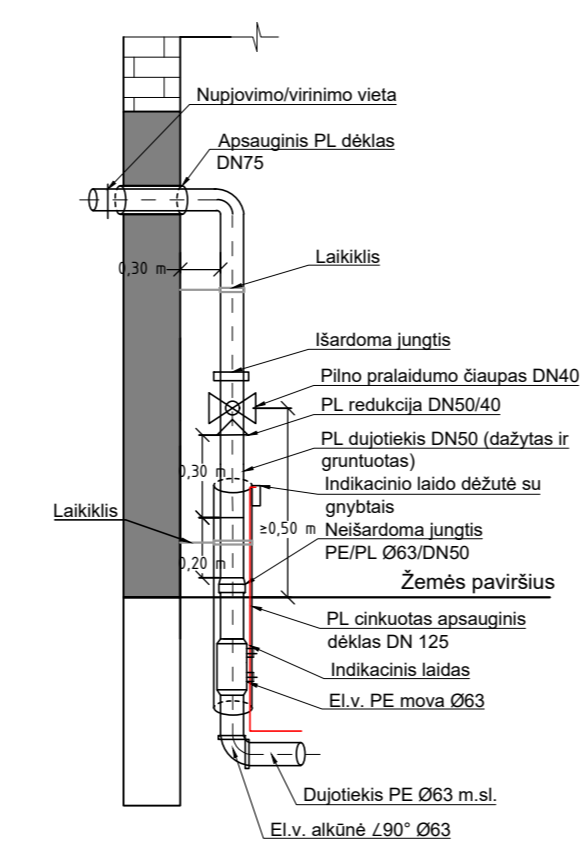 Nupjovimo/virinimo vieta
Apsauginis PL dėklas
DN75
0,30 m
Laikiklis
Išardoma jungtis
Pilno pralaidumo čiaupas DN40
PL redukcija DN50/40
PL dujotiekis DN50 (dažytas ir
gruntuotas)
0,30 m
Indikacinio laido dėžutė su
gnybtais
Laikiklis
≥0,50 m
Neišardoma jungtis
PE/PL Ø63/DN50
0,20 m
Žemės paviršius
PL cinkuotas apsauginis
dėklas DN 125
Indikacinis laidas
El.v. PE mova Ø63
Dujotiekis PE Ø63 m.sl.
El.v. alkūnė ∠90° Ø63